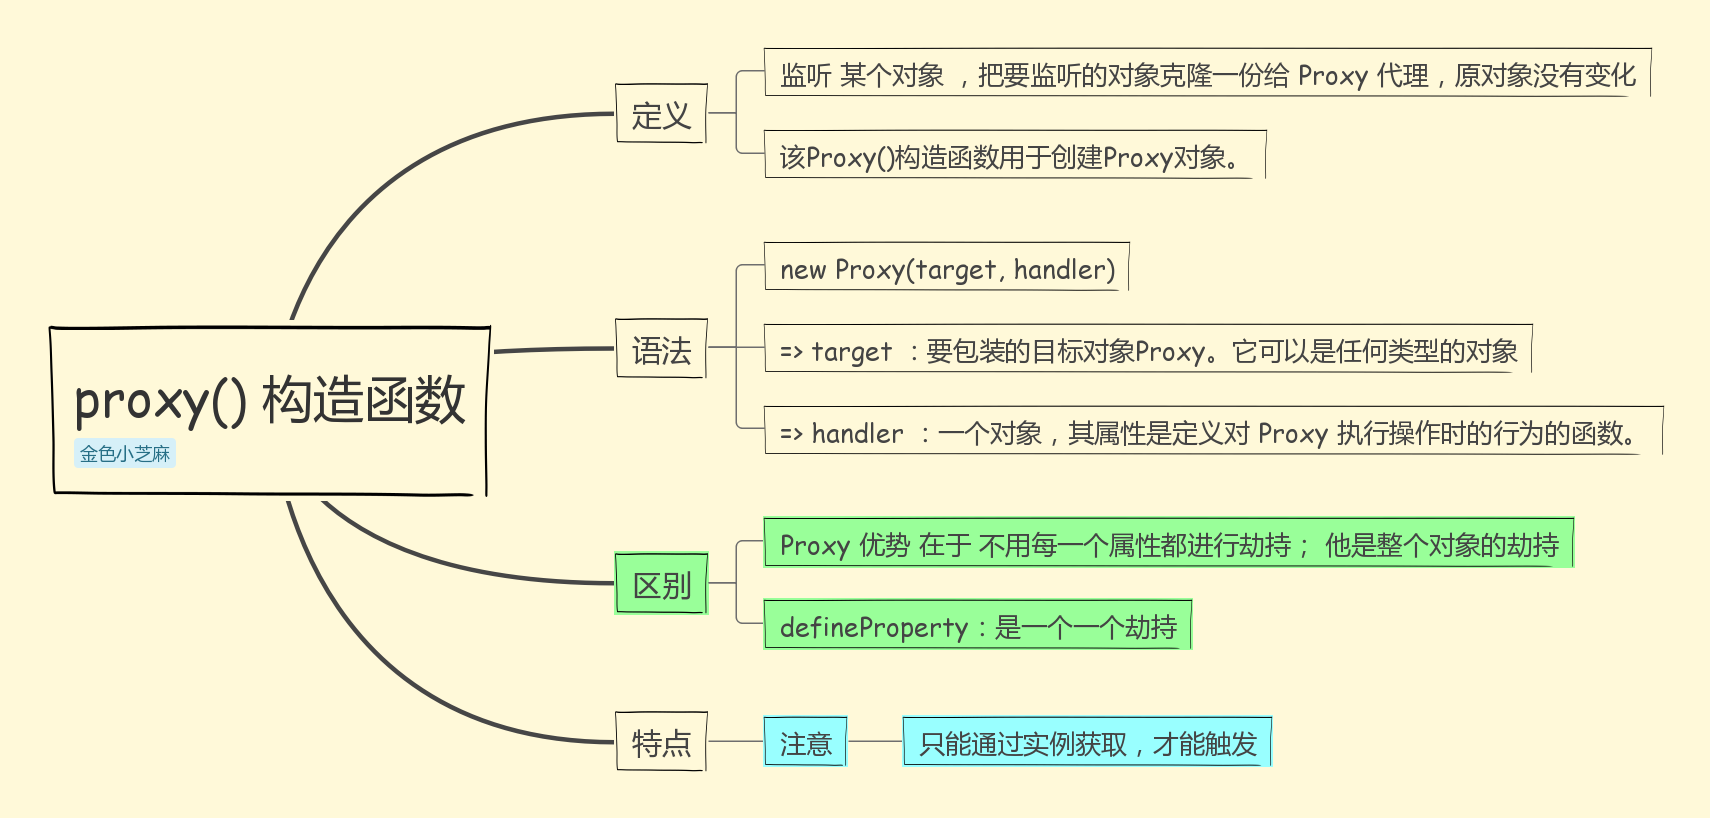 proxy() 构造函数
金色小芝麻
定义
监听 某个对象 ，把要监听的对象克隆一份给 Proxy 代理，原对象没有变化
该Proxy()构造函数用于创建Proxy对象。
语法
new Proxy(target, handler)
=> target ：要包装的目标对象Proxy。它可以是任何类型的对象
=> handler ：一个对象，其属性是定义对 Proxy 执行操作时的行为的函数。
区别
Proxy 优势 在于 不用每一个属性都进行劫持； 他是整个对象的劫持
defineProperty：是一个一个劫持
特点
注意
只能通过实例获取，才能触发